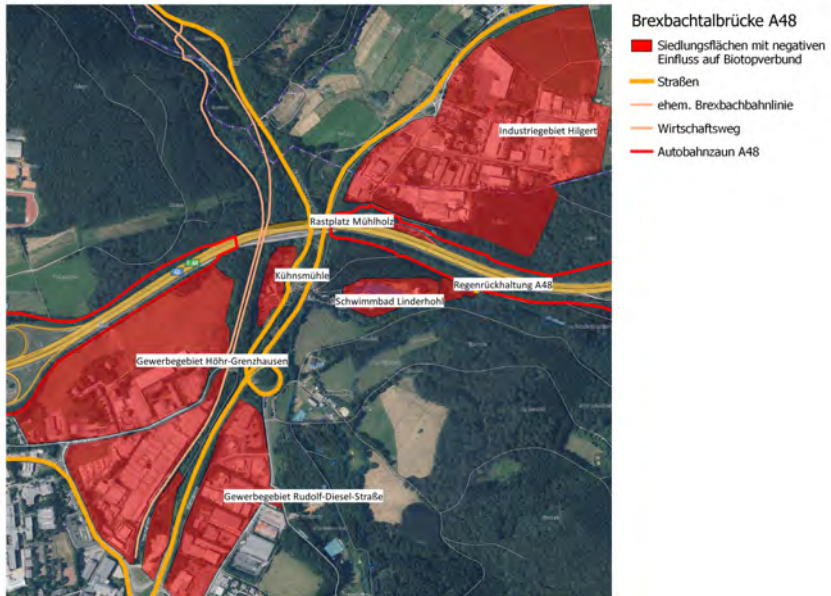 Brexbachtalbrücke A48
Siedlungsflächen mit negativen
Einfluss auf Biotopverbund
Straßen
ehem. Brexbachbahnlinie
Wirtschaftsweg
Autobahnzaun A48
Industriegebiet Hilgert
Rastplatz Mühlholz
Kühnsmühle
Regenrückhaltung A48
Schwimmbad Linderhohl
Gewerbegebiet Höhr-Grenzhausen
Gewerbegebiet Rudolf-Diesel-Straße